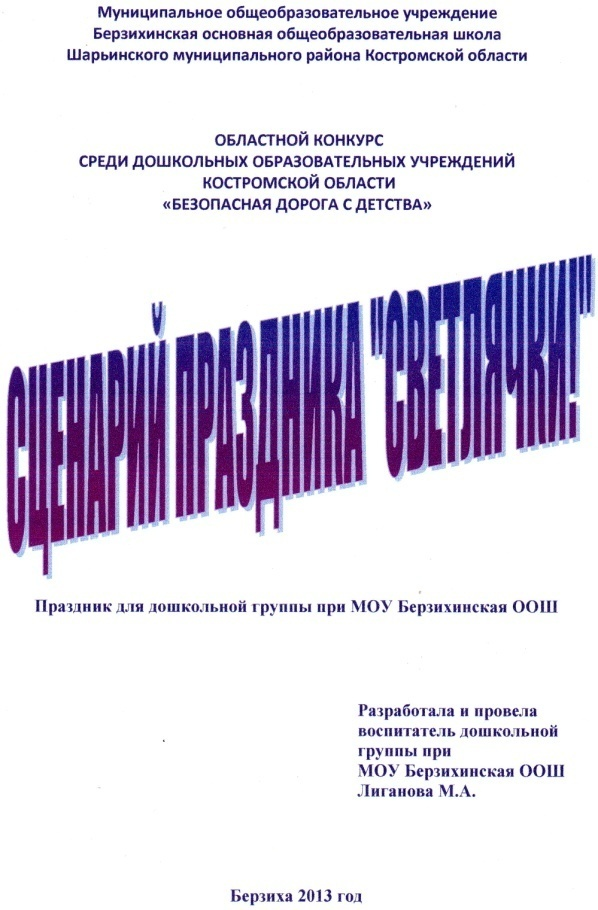 Муниципальное общеобразовательное учреждение
Берзихинская основная общеобразовательная школа
Шарьинского муниципального района Костромской области
ОБЛАСТНОЙ КОНКУРС
СРЕДИ ДОШКОЛЬНЫХ ОБРАЗОВАТЕЛЬНЫХ УЧРЕЖДЕНИЙ
КОСТРОМСКОЙ ОБЛАСТИ
«БЕЗОПАСНАЯ ДОРОГА С ДЕТСТВА»
СЦЕНАРИЙ ПРАЗДНИКА "СВЕТЛЯЧКИ!"
Праздник для дошкольной группы при МОУ Берзихинская ООШ
Разработала и провела
воспитатель дошкольной
группы при
МОУ Берзихинская ООШ
Лиганова М.А.
Берзиха 2013 год